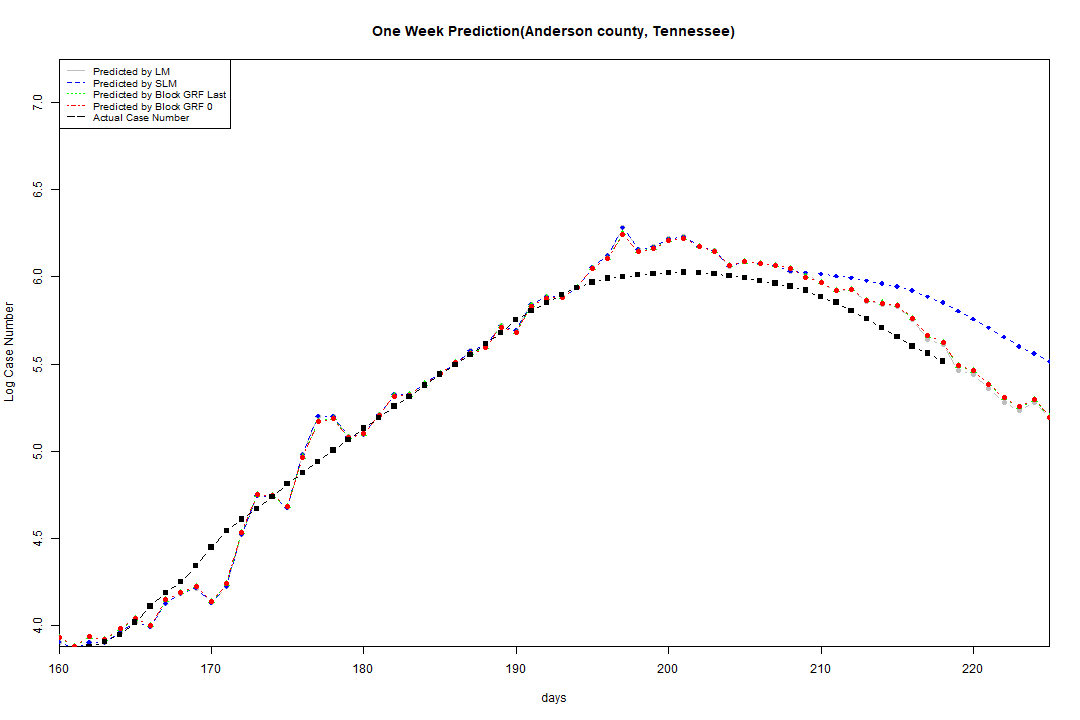 One Week Prediction(Anderson county, Tennessee)
Predicted by LM
Predicted by SLM
Predicted by Block GRF Last
Predicted by Block GRF 0
Actual Case Number
7.0
6.5
6.0
5.5
5.0
4.5
4.0
Log Case Number
160 170 180 190 200 210 220
days